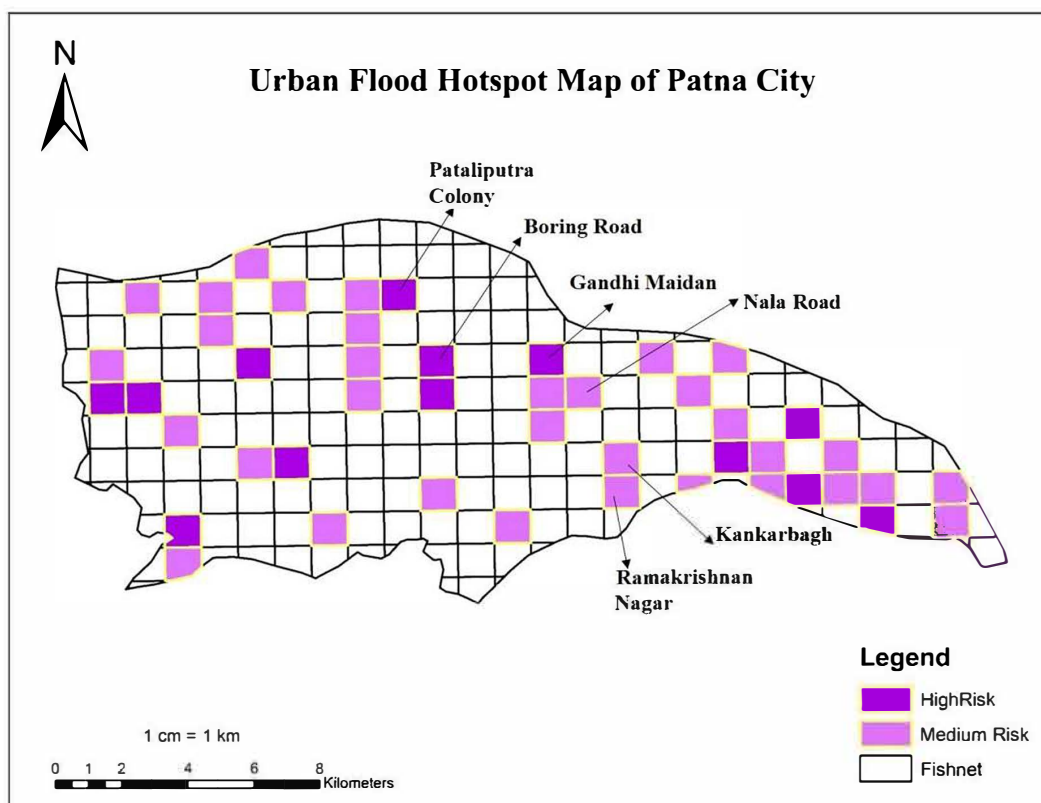 N
Urban Flood Hotspot Map of Patna City
Pataliputra
Colony
Boring Road
Gandhi Maidan
Nala Road
Kankarbagh
Ramakrishnan
Nagar
Legend
HighRisk
Medium Risk
Fishnet
1 cm = 1 km
0 1 2 4 6 8
Kilometers